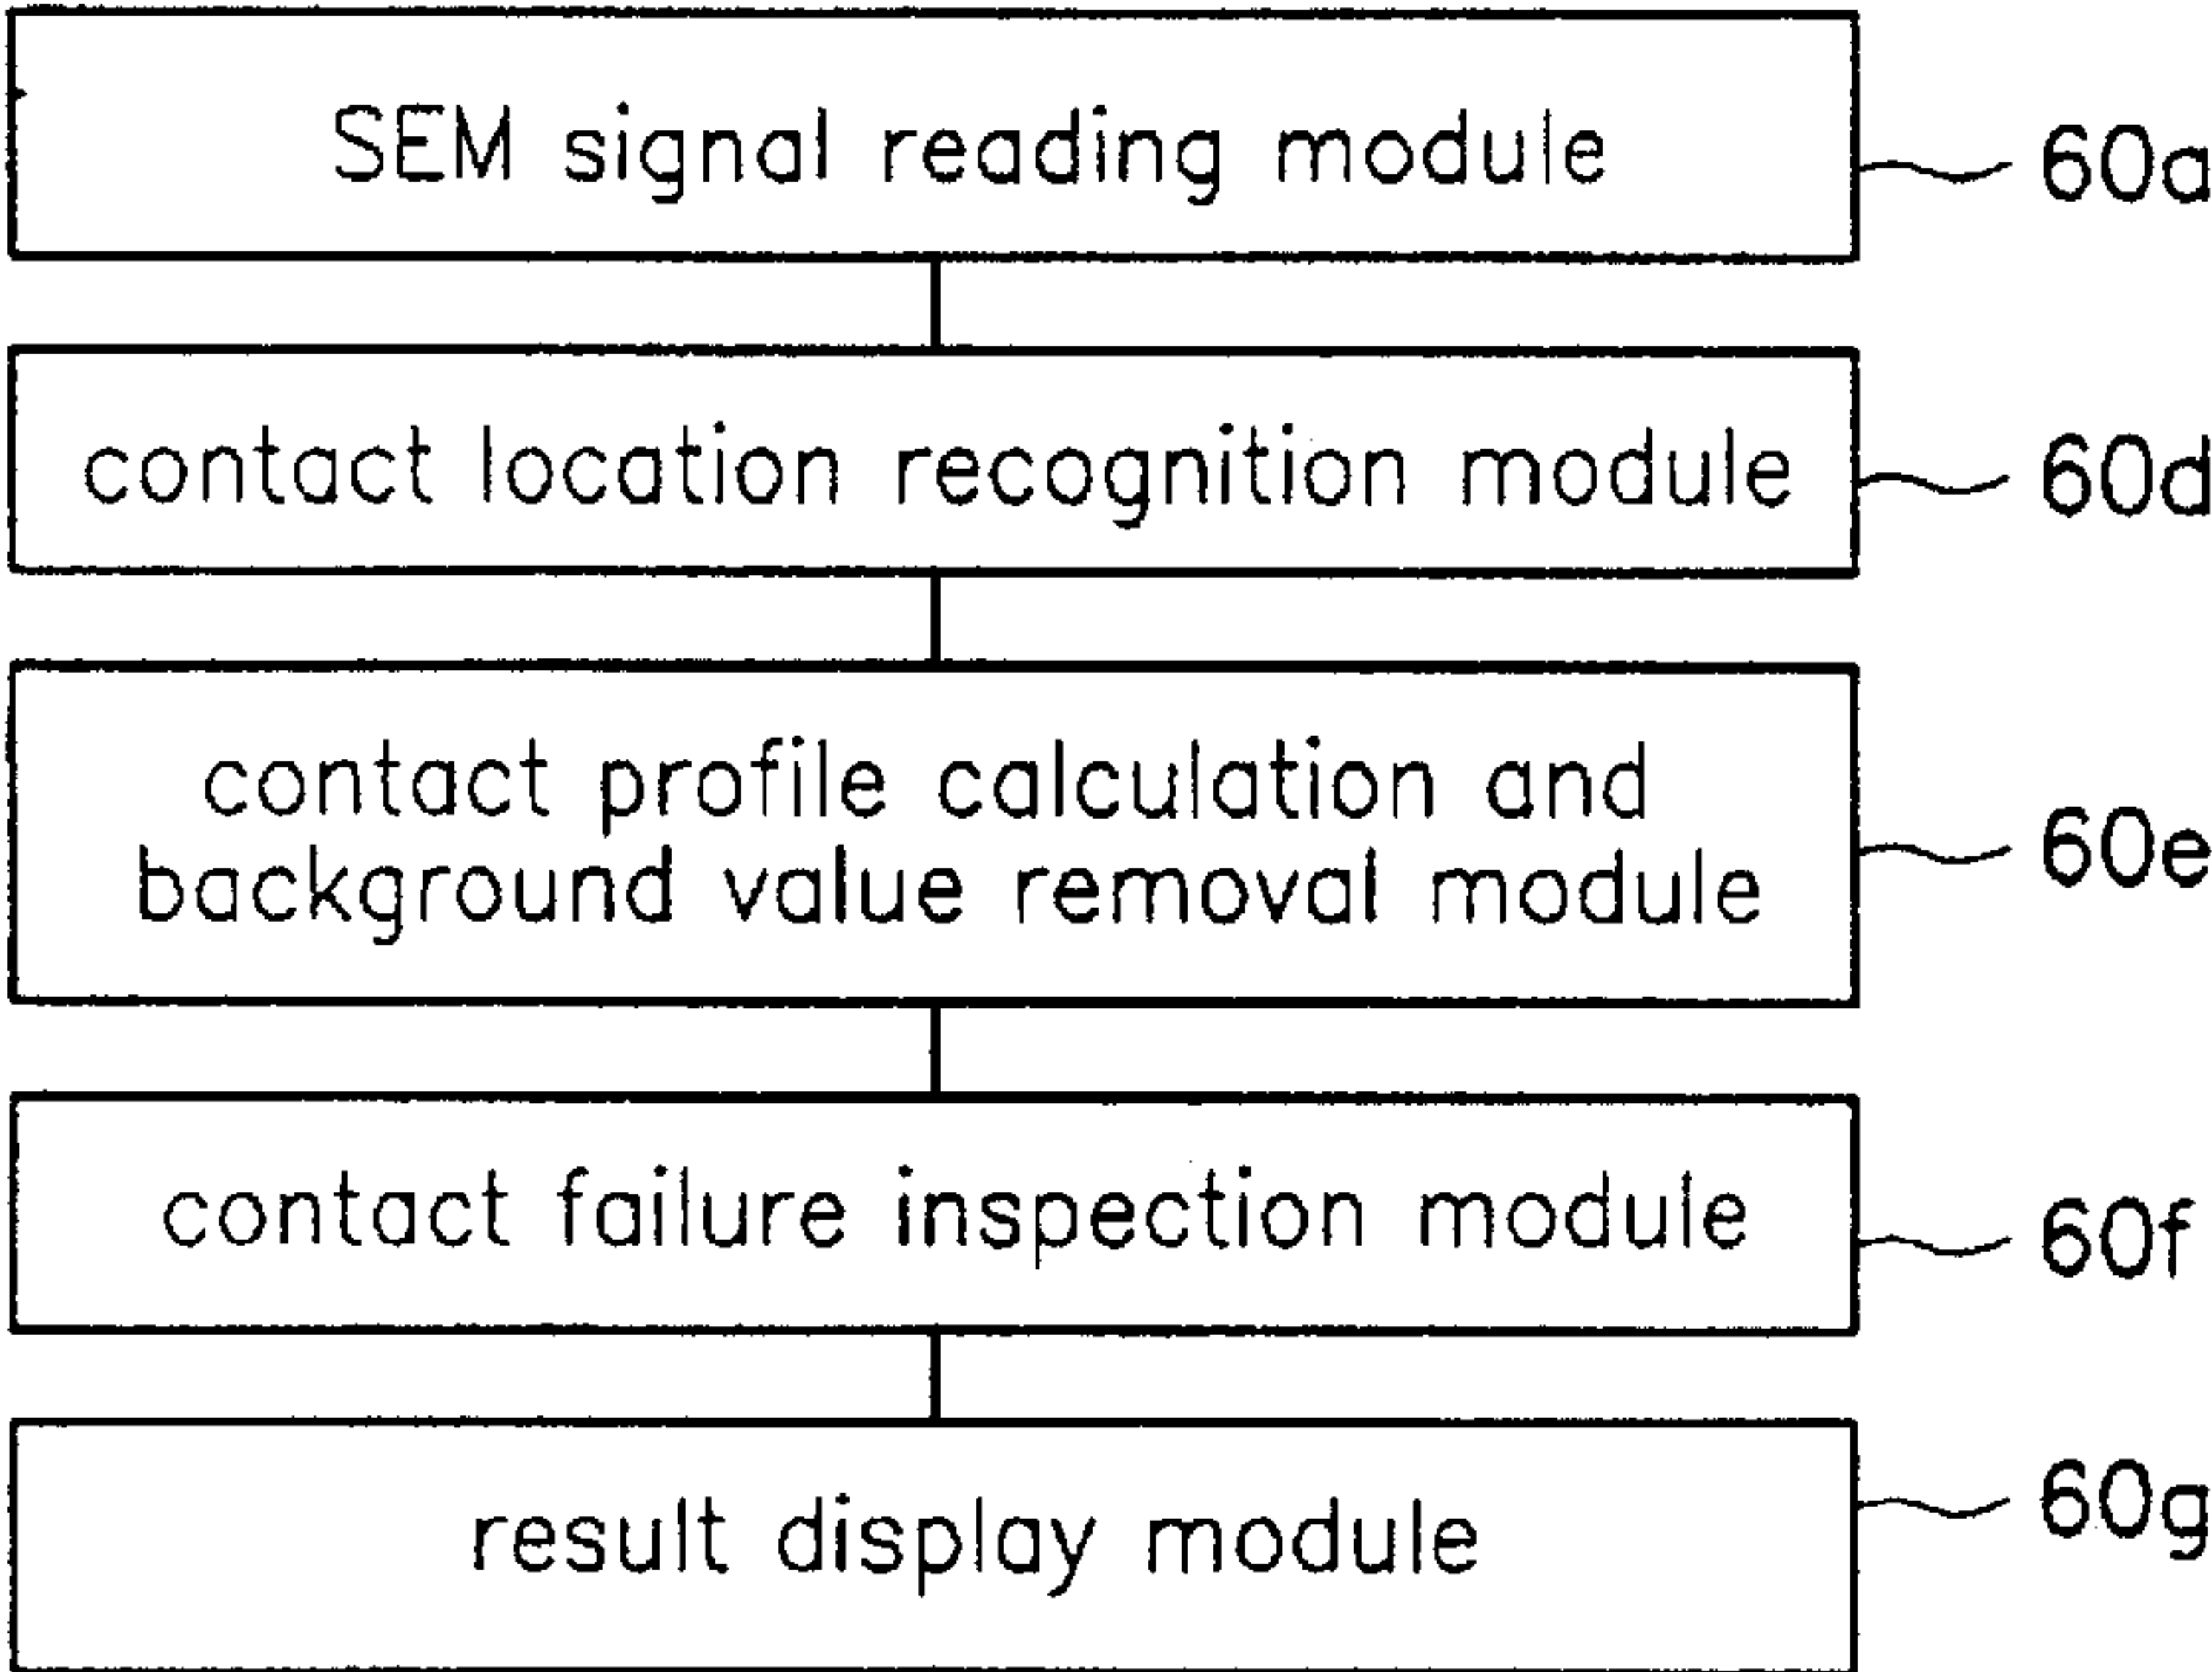 SEM signal reading module
60a
contact location recognition module
60d
contact profile calculation and
background value removal module
60e
contact failure inspection module
60f
result display module
60g